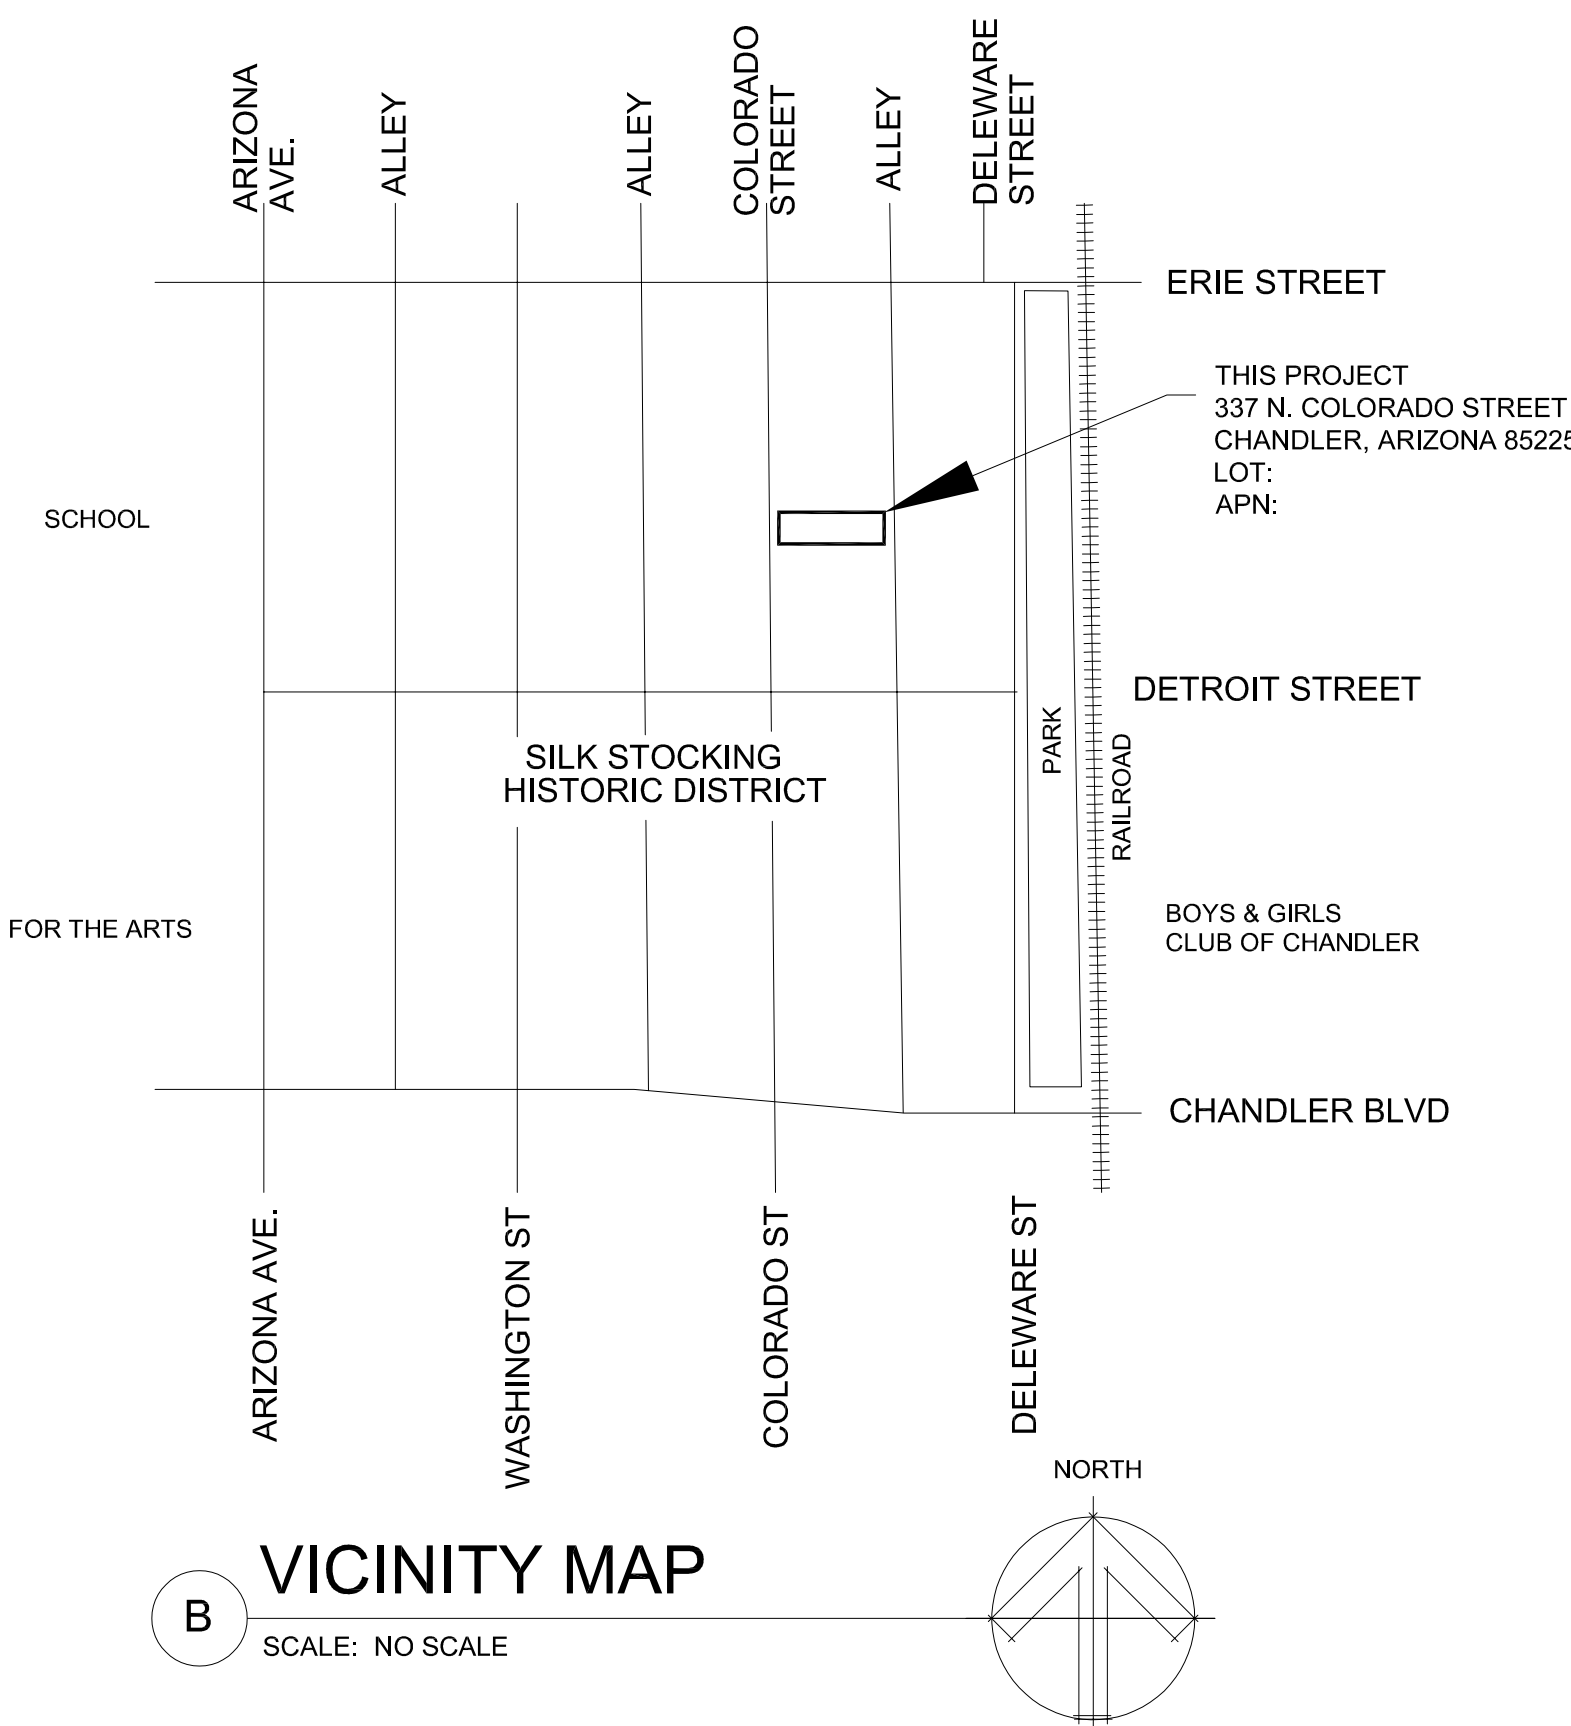 ARIZONA
AVE.
ALLEY
ALLEY
COLORADO
STREET
ALLEY
DELEWARE
STREET
ERIE STREET
THIS PROJECT
337 N. COLORADO STREET
CHANDLER, ARIZONA 85225
LOT:
APN:
SCHOOL
DETROIT STREET
SILK STOCKING
HISTORIC DISTRICT
PARK
RAILROAD
FOR THE ARTS
BOYS & GIRLS
CLUB OF CHANDLER
CHANDLER BLVD
ARIZONA AVE.
WASHINGTON ST
COLORADO ST
DELEWARE ST
NORTH
VICINITY MAP
B
SCALE: NO SCALE